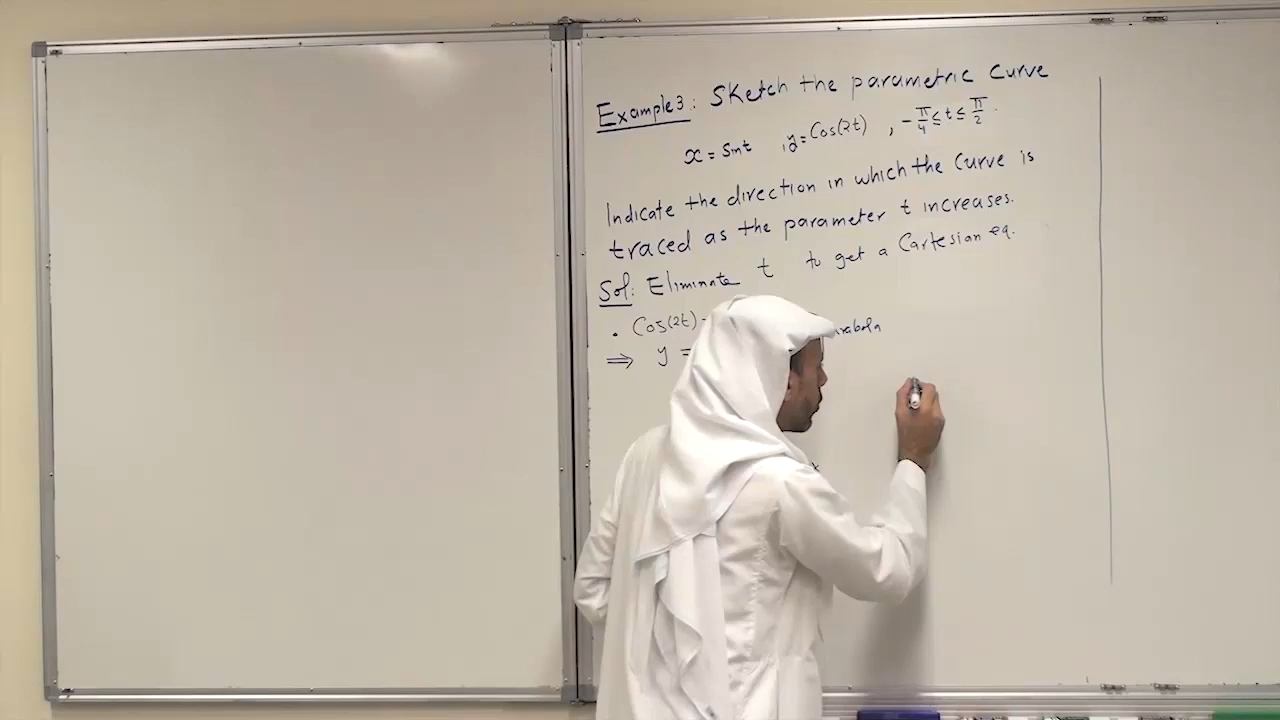 Example 3: Sketch the parametric curve
x = sin t , y = Cos(2t) , -π/4 ≤ t ≤ π/2.
Indicate the direction in which the curve is
traced as the parameter t increases.
Sol: Eliminate t to get a Cartesian eq.
• Cos(2t)
⇒ y =
x